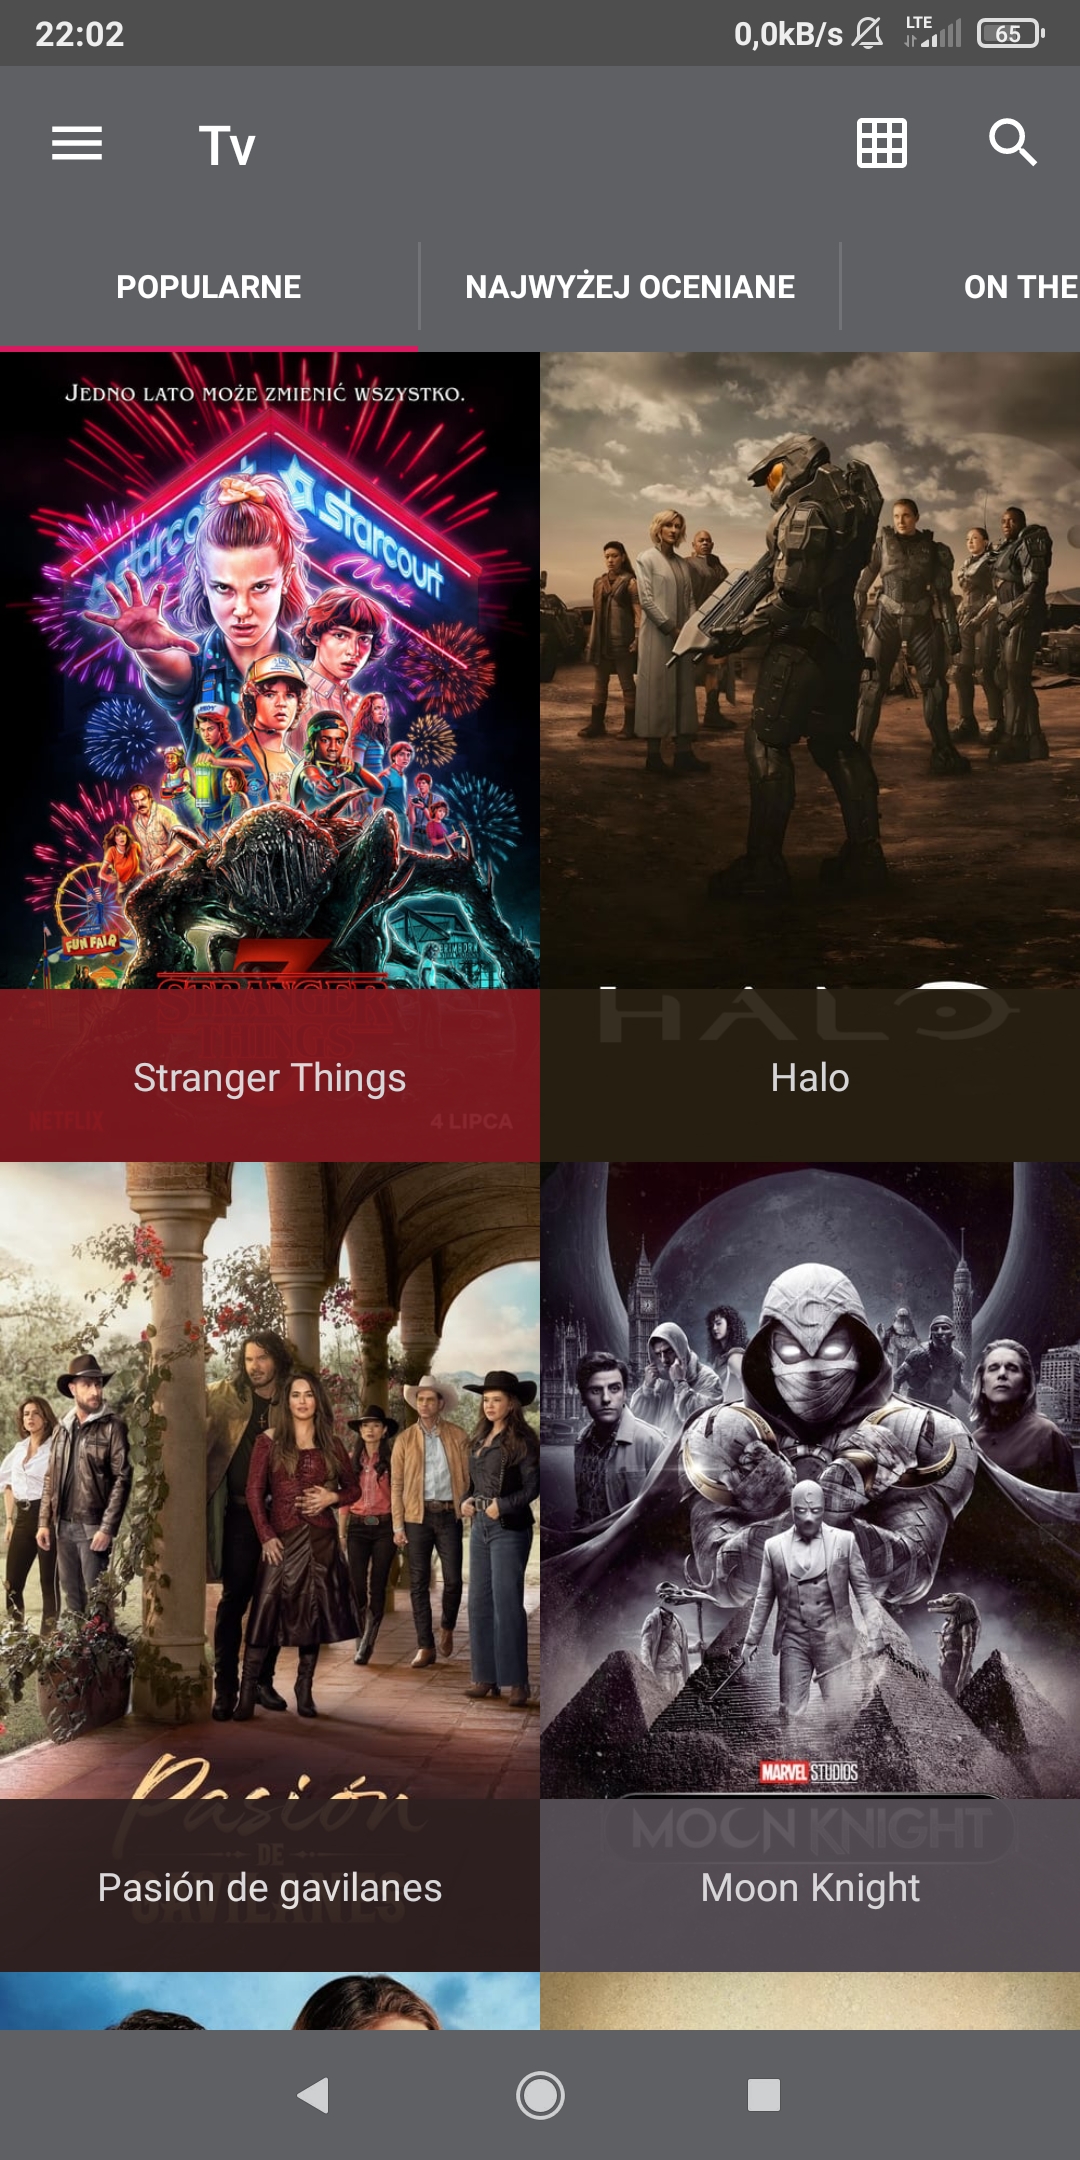 22:02
0,0kB/s LTE 65
Tv
POPULARNE
NAJWYŻEJ OCENIANE
ON THE
JEDNO LATO MOŻE ZMIENIĆ WSZYSTKO.
starcourt
FUN FAIR
STRANGER
THINGS
HALO
Stranger Things
Halo
NETFLIX
4 LIPCA
MARVEL STUDIOS
Pasión
DE
GAVILANES
MOON KNIGHT
Pasión de gavilanes
Moon Knight